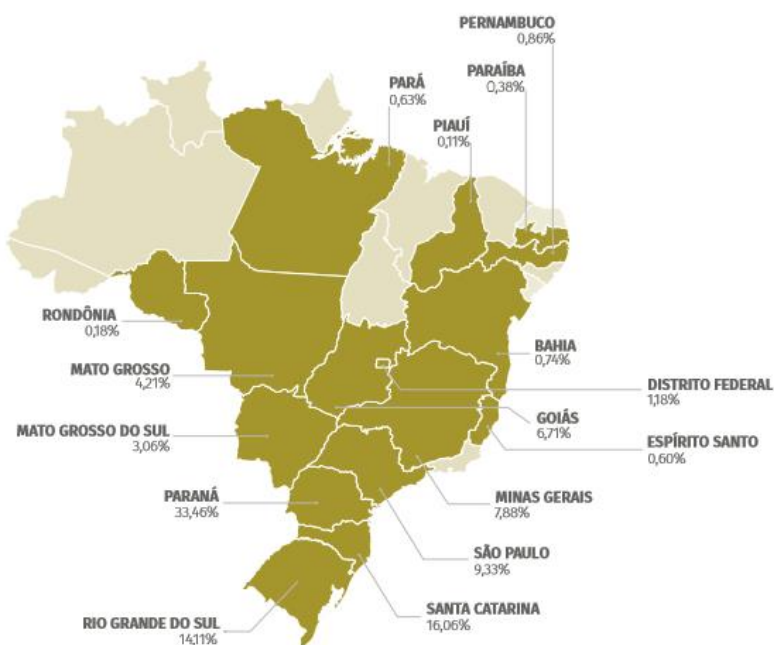 PERNAMBUCO
0,86%
PARAÍBA
0,38%
PARÁ
0,63%
PIAUÍ
0,11%
RONDÔNIA
0,18%
BAHIA
0,74%
MATO GROSSO
4,21%
DISTRITO FEDERAL
1,18%
GOIÁS
6,71%
MATO GROSSO DO SUL
3,06%
ESPÍRITO SANTO
0,60%
PARANÁ
33,46%
MINAS GERAIS
7,88%
SÃO PAULO
9,33%
SANTA CATARINA
16,06%
RIO GRANDE DO SUL
14,11%